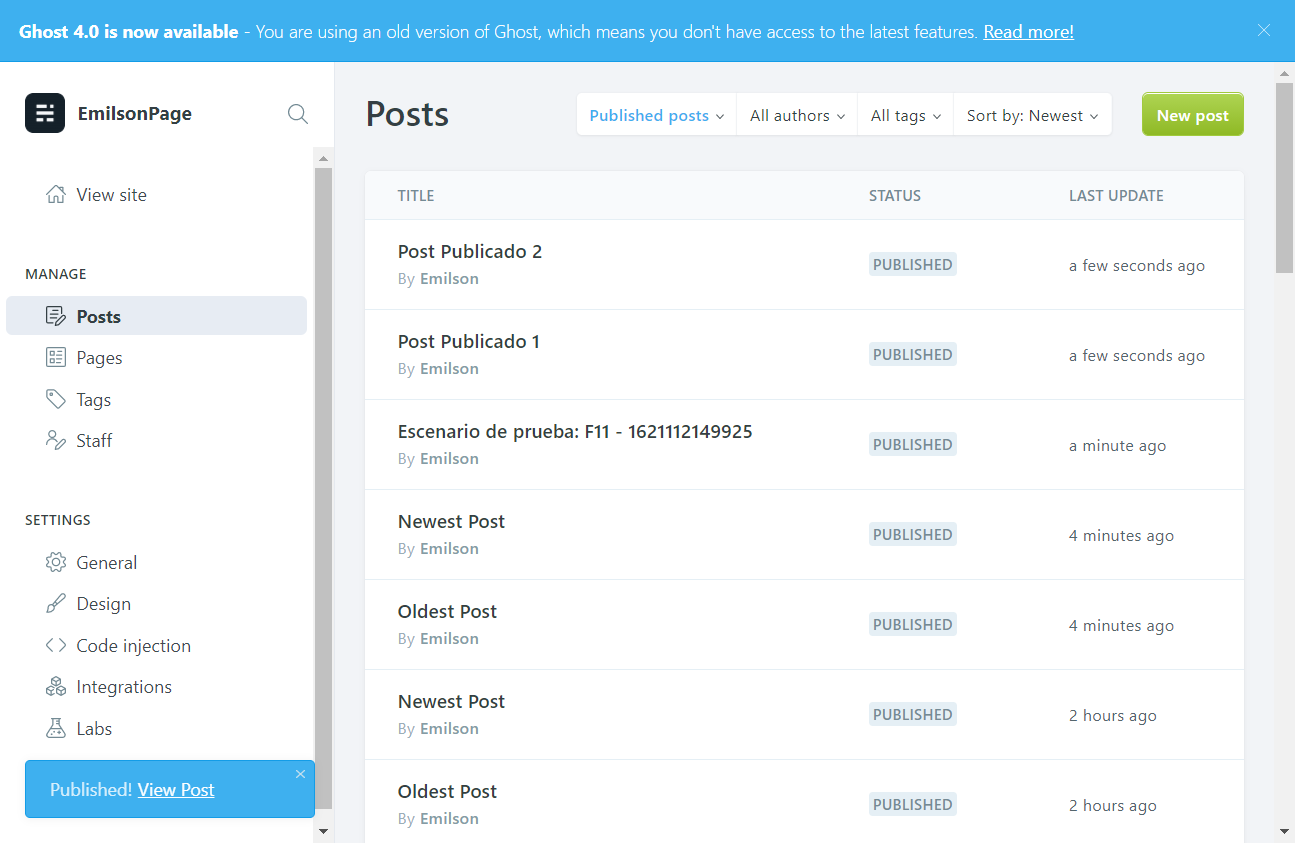 Ghost 4.0 is now available - You are using an old version of Ghost, which means you don't have access to the latest features. Read more!
EmilsonPage
View site
MANAGE
Posts
Pages
Tags
Staff
SETTINGS
General
Design
Code injection
Integrations
Labs
Published! View Post
Posts
Published posts All authors All tags Sort by: Newest
New post
TITLE STATUS LAST UPDATE
Post Publicado 2
By Emilson
PUBLISHED
a few seconds ago
Post Publicado 1
By Emilson
PUBLISHED
a few seconds ago
Escenario de prueba: F11 - 1621112149925
By Emilson
PUBLISHED
a minute ago
Newest Post
By Emilson
PUBLISHED
4 minutes ago
Oldest Post
By Emilson
PUBLISHED
4 minutes ago
Newest Post
By Emilson
PUBLISHED
2 hours ago
Oldest Post
By Emilson
PUBLISHED
2 hours ago